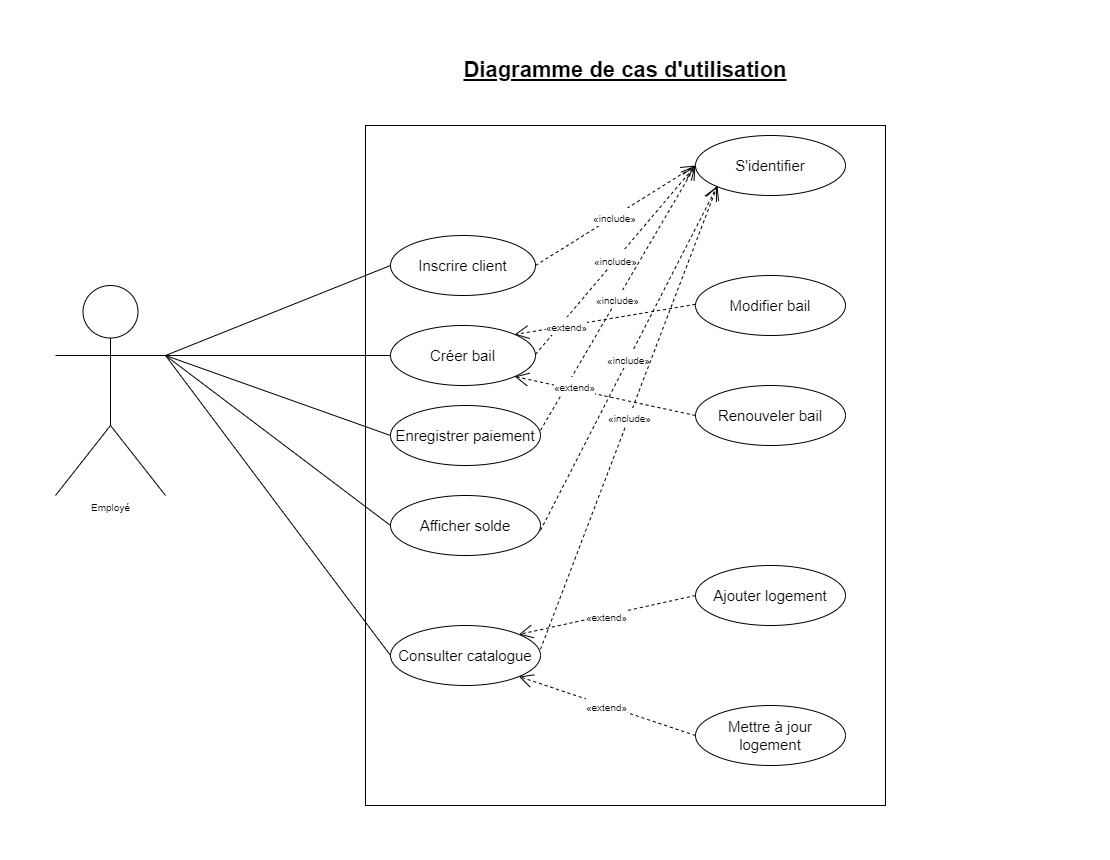 Diagramme de cas d'utilisation
S'identifier
«include»
Inscrire client
«include»
«include»
Modifier bail
«extend»
Créer bail
«include»
«extend»
Renouveler bail
«include»
Enregistrer paiement
Employé
Afficher solde
Ajouter logement
«extend»
Consulter catalogue
«extend»
Mettre à jour
logement